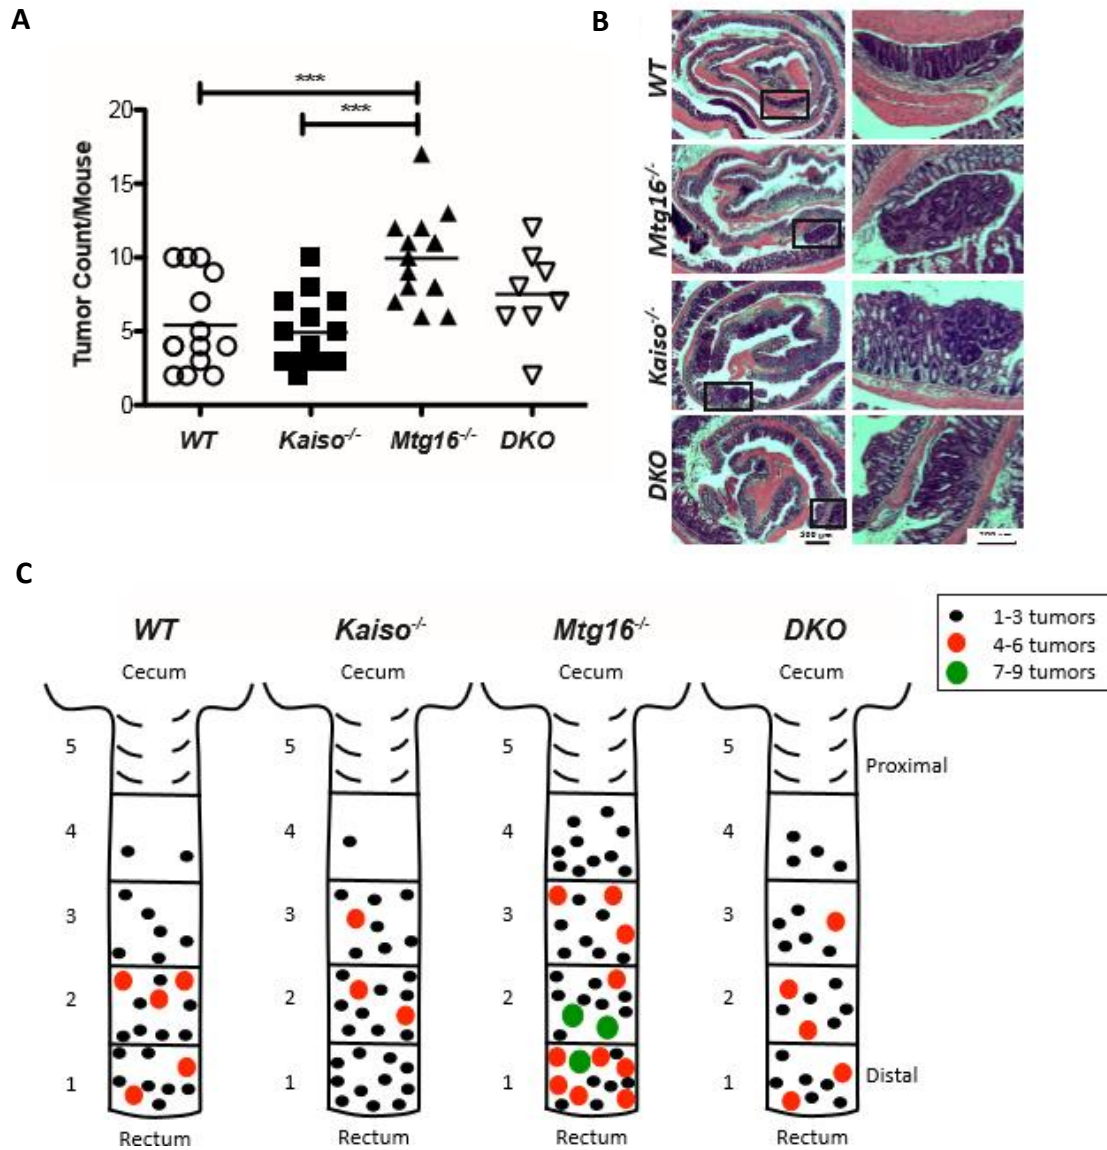 A
B
***
***
20
15
10
5
0
Tumor Count/Mouse
WT
Kaiso-/-
Mtg16-/-
DKO
WT
Mtg16-/-
Kaiso-/-
DKO
C
1-3 tumors
4-6 tumors
7-9 tumors
WT
Kaiso-/-
Mtg16-/-
DKO
Cecum
Cecum
Cecum
Cecum
5
5
5
5
Proximal
4
4
4
4
3
3
3
3
2
2
2
2
1
1
1
1
Distal
Rectum
Rectum
Rectum
Rectum